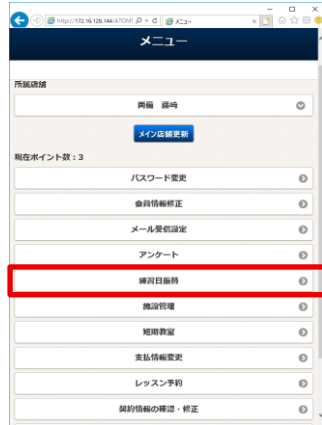 http://172.16.128.144/ATOM/
メニュー
メニュー
所属店舗
両備 藤崎
メイン店舗更新
現在ポイント数：3
パスワード変更
会員情報修正
メール受信設定
アンケート
練習日振替
施設管理
短期教室
支払情報変更
レッスン予約
契約情報の確認・修正